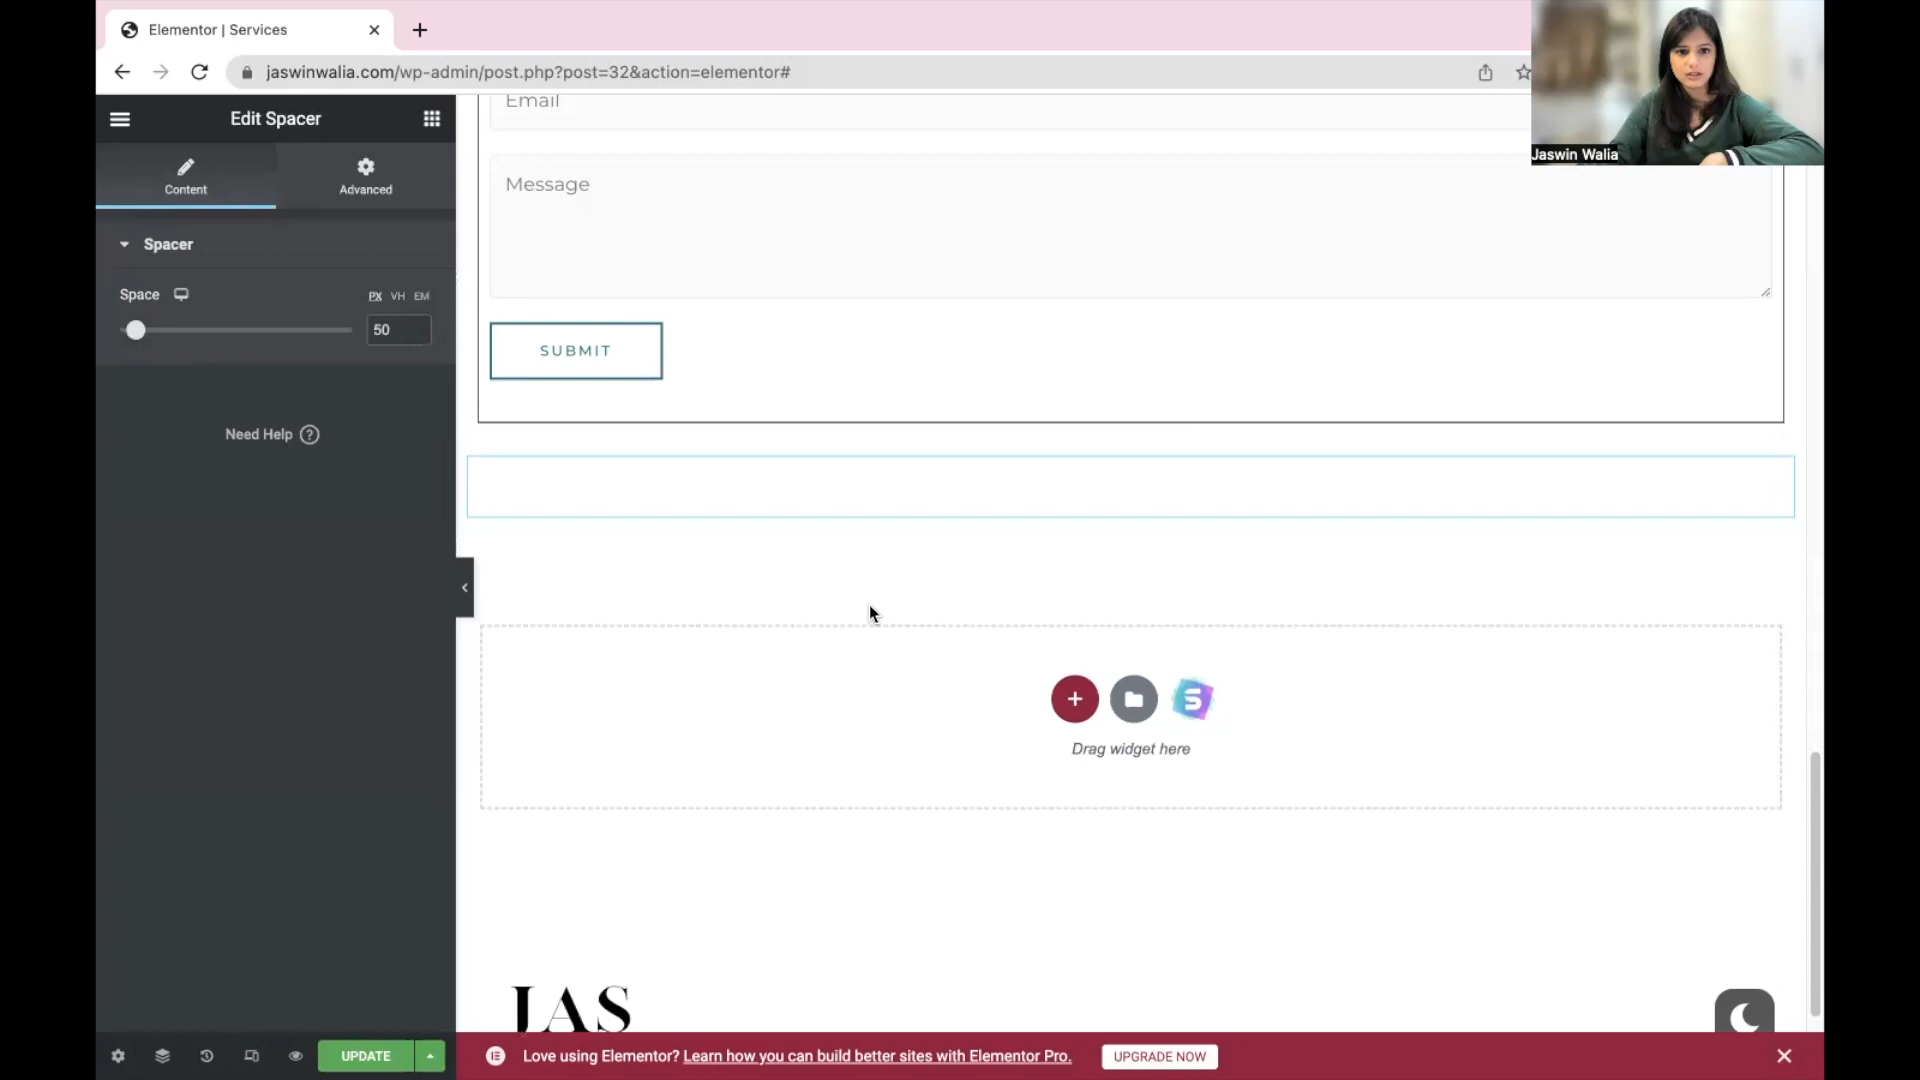 Elementor | Services
jaswinwalia.com/wp-admin/post.php?post=32&action=elementor#
Jaswin Walia
Edit Spacer
Content
Advanced
Spacer
Space
PX VH EM
50
Need Help ?
Email
Message
SUBMIT
Drag widget here
JAS
UPDATE
Love using Elementor? Learn how you can build better sites with Elementor Pro.
UPGRADE NOW